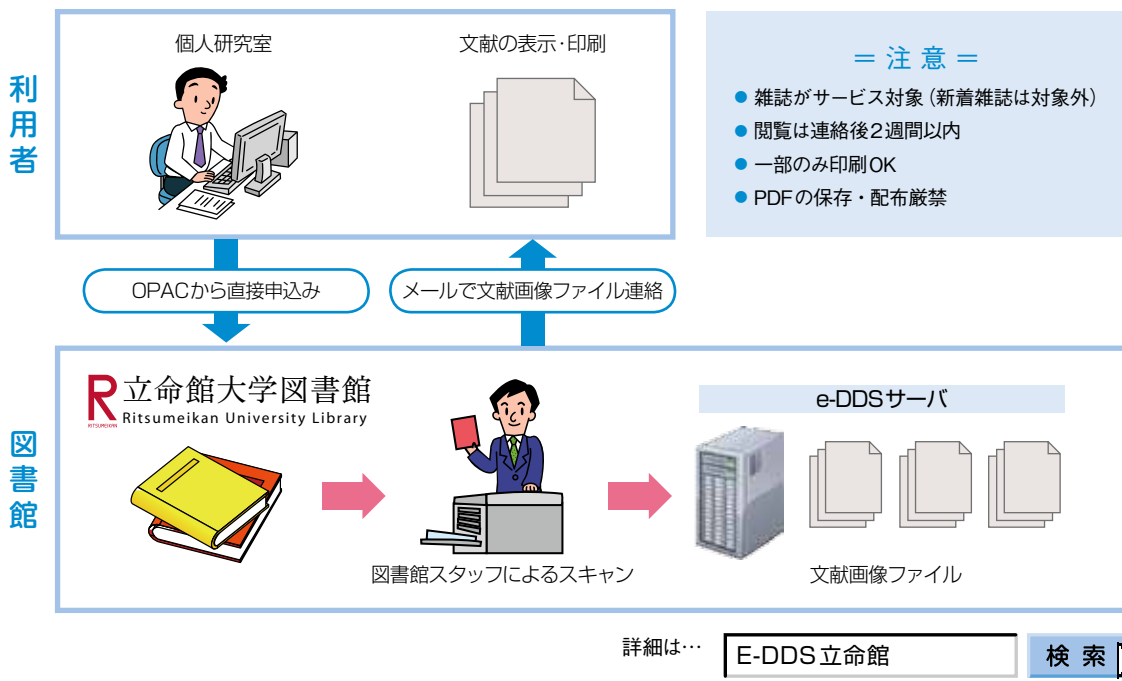 利用者
個人研究室
文献の表示・印刷
＝注意＝
● 雑誌がサービス対象（新着雑誌は対象外）
● 閲覧は連絡後2週間以内
● 一部のみ印刷OK
● PDFの保存・配布厳禁
OPACから直接申込み
メールで文献画像ファイル連絡
図書館
R 立命館大学図書館
RITSUMEIKAN Ritsumeikan University Library
e-DDSサーバ
図書館スタッフによるスキャン
文献画像ファイル
詳細は… E-DDS立命館 検索